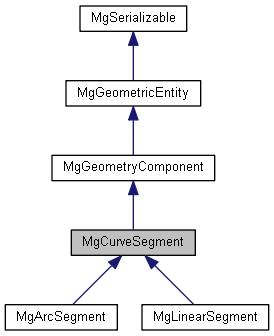 MgSerializable
MgGeometricEntity
MgGeometryComponent
MgCurveSegment
MgArcSegment
MgLinearSegment